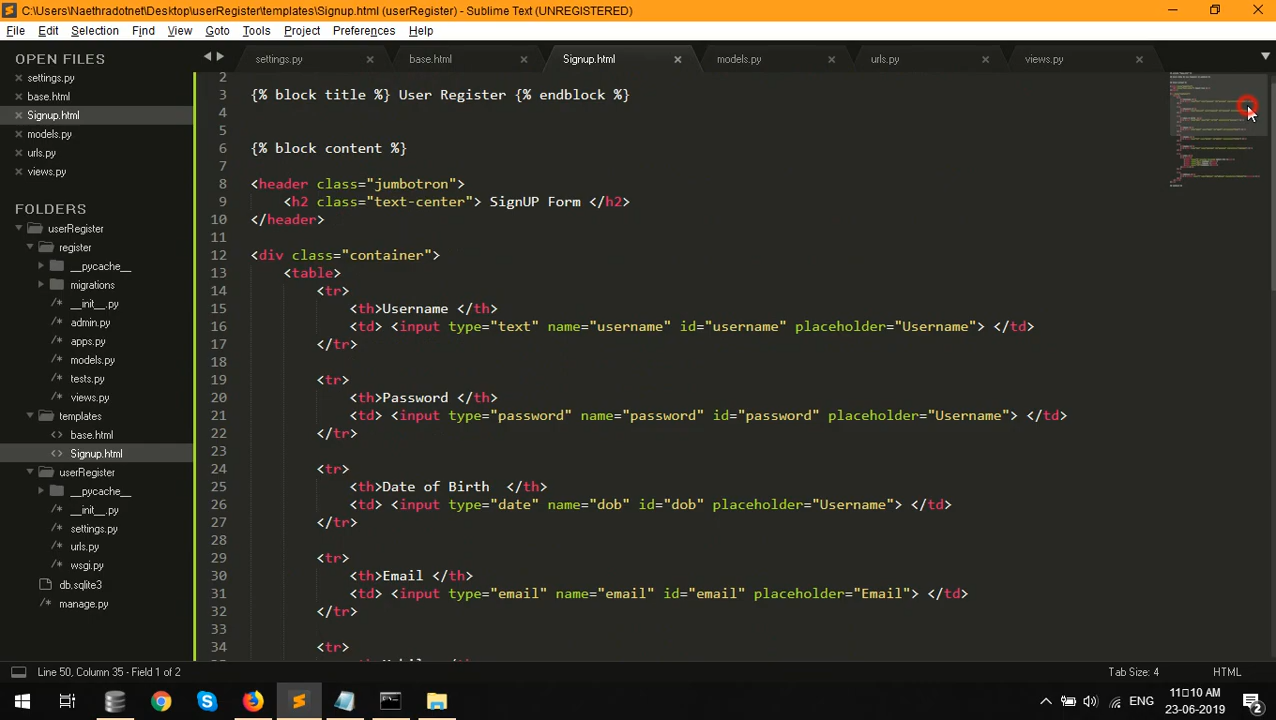 C:\Users\Naethradotnet\Desktop\userRegister\templates\Signup.html (userRegister) - Sublime Text (UNREGISTERED)
File Edit Selection Find View Goto Tools Project Preferences Help
OPEN FILES
settings.py
base.html
Signup.html
models.py
urls.py
views.py
FOLDERS
userRegister
register
__pycache__
migrations
__init__.py
admin.py
apps.py
models.py
tests.py
views.py
templates
base.html
Signup.html
userRegister
__pycache__
__init__.py
settings.py
urls.py
wsgi.py
db.sqlite3
manage.py
settings.py base.html Signup.html models.py urls.py views.py
2
3 {% block title %} User Register {% endblock %}
4
5
6 {% block content %}
7
8 <header class="jumbotron">
9 <h2 class="text-center"> SignUP Form </h2>
10 </header>
11
12 <div class="container">
13 <table>
14 <tr>
15 <th>Username </th>
16 <td> <input type="text" name="username" id="username" placeholder="Username"> </td>
17 </tr>
18
19 <tr>
20 <th>Password </th>
21 <td> <input type="password" name="password" id="password" placeholder="Username"> </td>
22 </tr>
23
24 <tr>
25 <th>Date of Birth  </th>
26 <td> <input type="date" name="dob" id="dob" placeholder="Username"> </td>
27 </tr>
28
29 <tr>
30 <th>Email </th>
31 <td> <input type="email" name="email" id="email" placeholder="Email"> </td>
32 </tr>
33
34 <tr>
Line 50, Column 35 - Field 1 of 2
Tab Size: 4 HTML
ENG
11:10 AM
23-06-2019
2